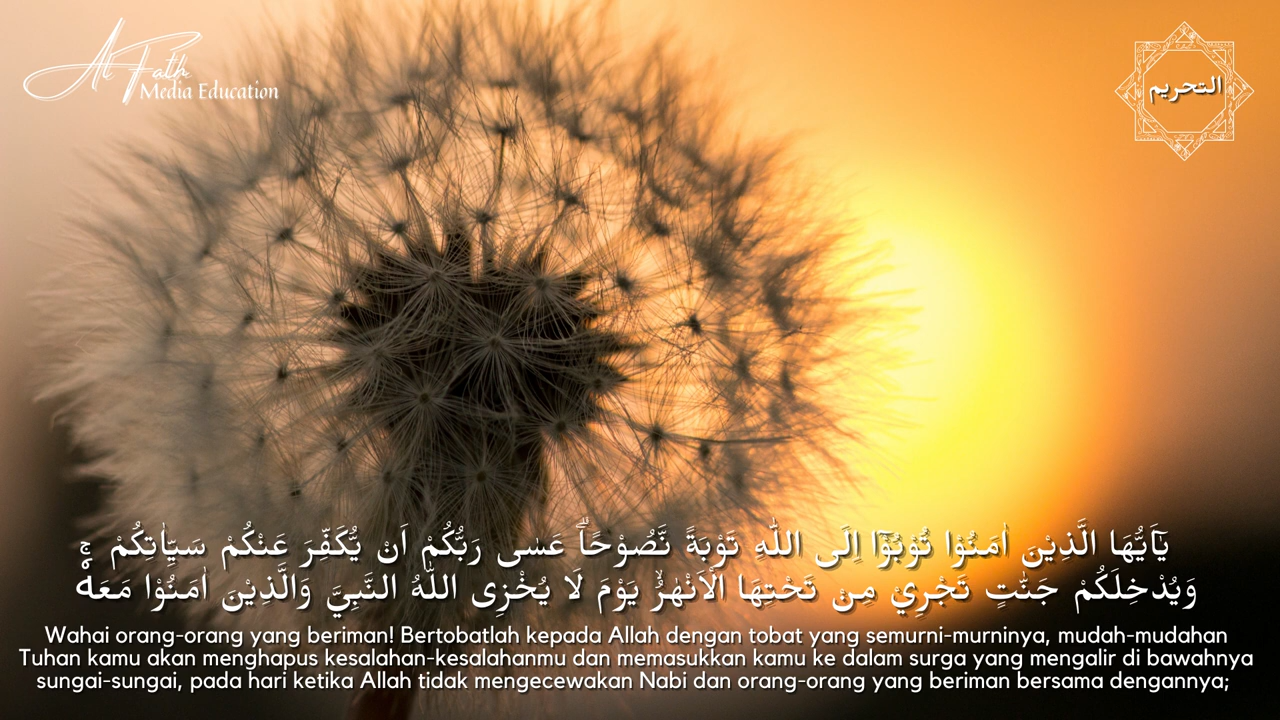 Al Fath
Media Education
التحريم
يٰٓاَيُّهَا الَّذِيْنَ اٰمَنُوْا تُوْبُوْٓا اِلَى اللّٰهِ تَوْبَةً نَّصُوْحًاۗ عَسٰى رَبُّكُمْ اَنْ يُّكَفِّرَ عَنْكُمْ سَيِّاٰتِكُمْ ۚ
وَيُدْخِلَكُمْ جَنّٰتٍ تَجْرِيْ مِنْ تَحْتِهَا الْاَنْهٰرُۙ يَوْمَ لَا يُخْزِى اللّٰهُ النَّبِيَّ وَالَّذِيْنَ اٰمَنُوْا مَعَهٗۚ
Wahai orang-orang yang beriman! Bertobatlah kepada Allah dengan tobat yang semurni-murninya, mudah-mudahan
Tuhan kamu akan menghapus kesalahan-kesalahanmu dan memasukkan kamu ke dalam surga yang mengalir di bawahnya
sungai-sungai, pada hari ketika Allah tidak mengecewakan Nabi dan orang-orang yang beriman bersama dengannya;